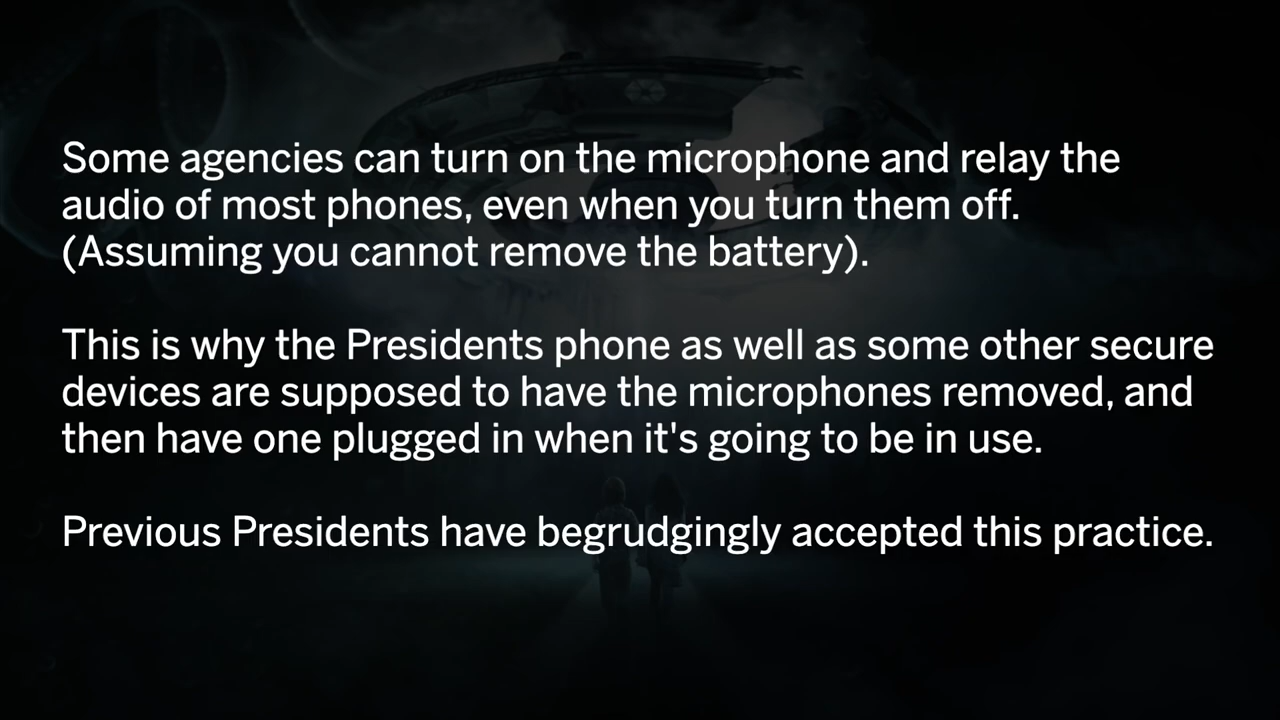 Some agencies can turn on the microphone and relay the
audio of most phones, even when you turn them off.
(Assuming you cannot remove the battery).
This is why the Presidents phone as well as some other secure
devices are supposed to have the microphones removed, and
then have one plugged in when it's going to be in use.
Previous Presidents have begrudgingly accepted this practice.